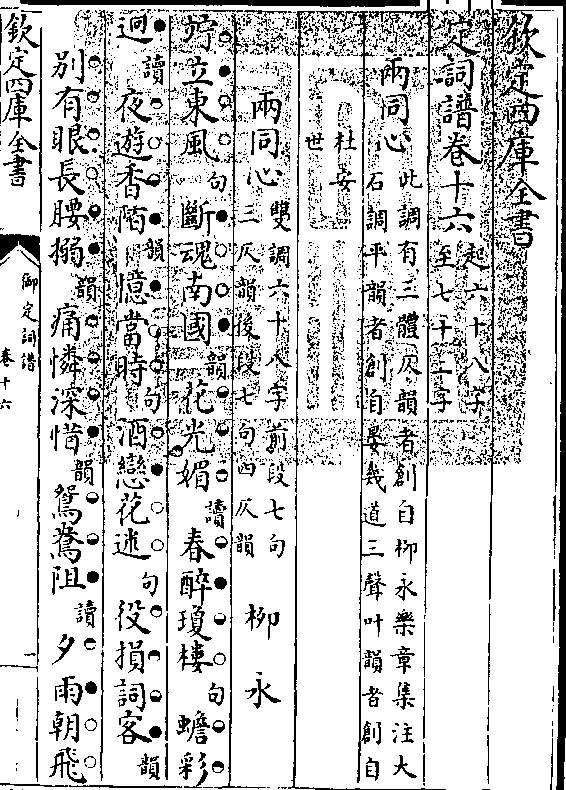 欽定四庫全書
定詞譜卷十六起六十八字至七十二字
兩同心此調有三體仄韻者創自柳永樂章集注大石調平韻者創自晏幾道三聲叶韻者創自
杜安世
兩同心雙調六十八字前段七句三仄韻後段七句四仄韻 柳永
竚立東風句斷魂南國韻花光媚讀春醉瓊樓句蟾彩
迥讀夜遊香陌韻憶當時句酒戀花迷句役損詞客韻
別有眼長腰搦韻痛憐深惜韻鴛鴦阻讀夕雨朝飛
欽定四庫全書
御定詞譜
卷十六
一